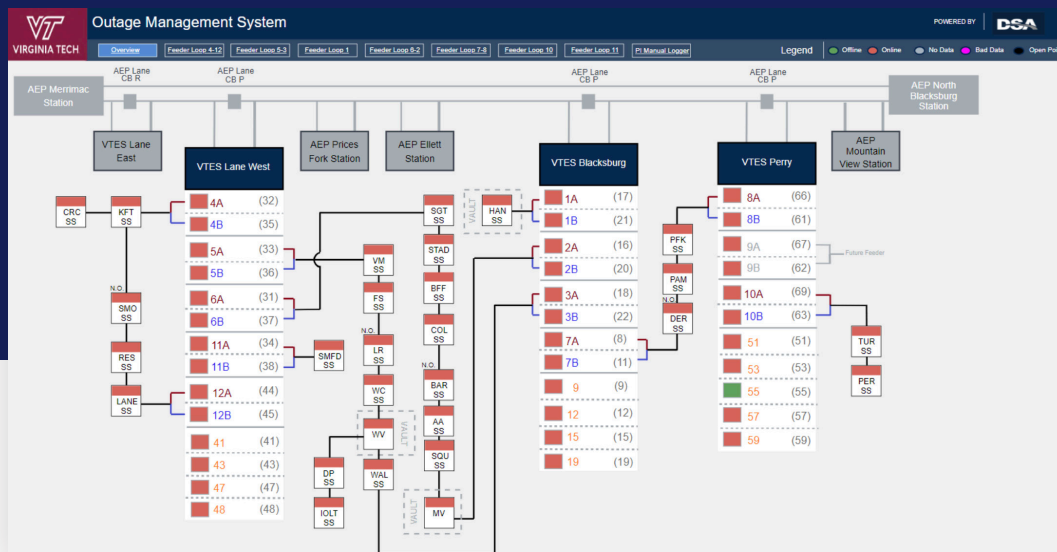 VT
VIRGINIA TECH
Outage Management System
POWERED BY DSA
Overview
Feeder Loop 4-12
Feeder Loop 5-3
Feeder Loop 1
Feeder Loop 6-2
Feeder Loop 7-8
Feeder Loop 10
Feeder Loop 11
PI Manual Logger
Legend
Offline
Online
No Data
Bad Data
Open Poi
AEP Merrimac
Station
AEP Lane
CB R
AEP Lane
CB P
AEP Lane
CB P
AEP Lane
CB P
AEP North
Blacksburg
Station
VTES Lane
East
VTES Lane West
AEP Prices
Fork Station
AEP Ellett
Station
VTES Blacksburg
VTES Perry
AEP
Mountain
View Station
CRC
SS
KFT
SS
N.O.
SMO
SS
RES
SS
LANE
SS
4A (32)
4B (35)
5A (33)
5B (36)
6A (31)
6B (37)
11A (34)
11B (38)
12A (44)
12B (45)
41 (41)
43 (43)
47 (47)
48 (48)
SMFD
SS
VM
SS
FS
SS
N.O.
LR
SS
WC
SS
WV
VAULT
WAL
SS
DP
SS
IOLT
SS
SGT
SS
STAD
SS
BFF
SS
COL
SS
N.O.
BAR
SS
AA
SS
SQU
SS
VAULT
MV
VAULT
HAN
SS
1A (17)
1B (21)
2A (16)
2B (20)
3A (18)
3B (22)
7A (8)
7B (11)
9 (9)
12 (12)
15 (15)
19 (19)
PFK
SS
PAM
SS
N.O.
DER
SS
8A (66)
8B (61)
9A (67)
9B (62)
Future Feeder
10A (69)
10B (63)
51 (51)
53 (53)
55 (55)
57 (57)
59 (59)
TUR
SS
PER
SS